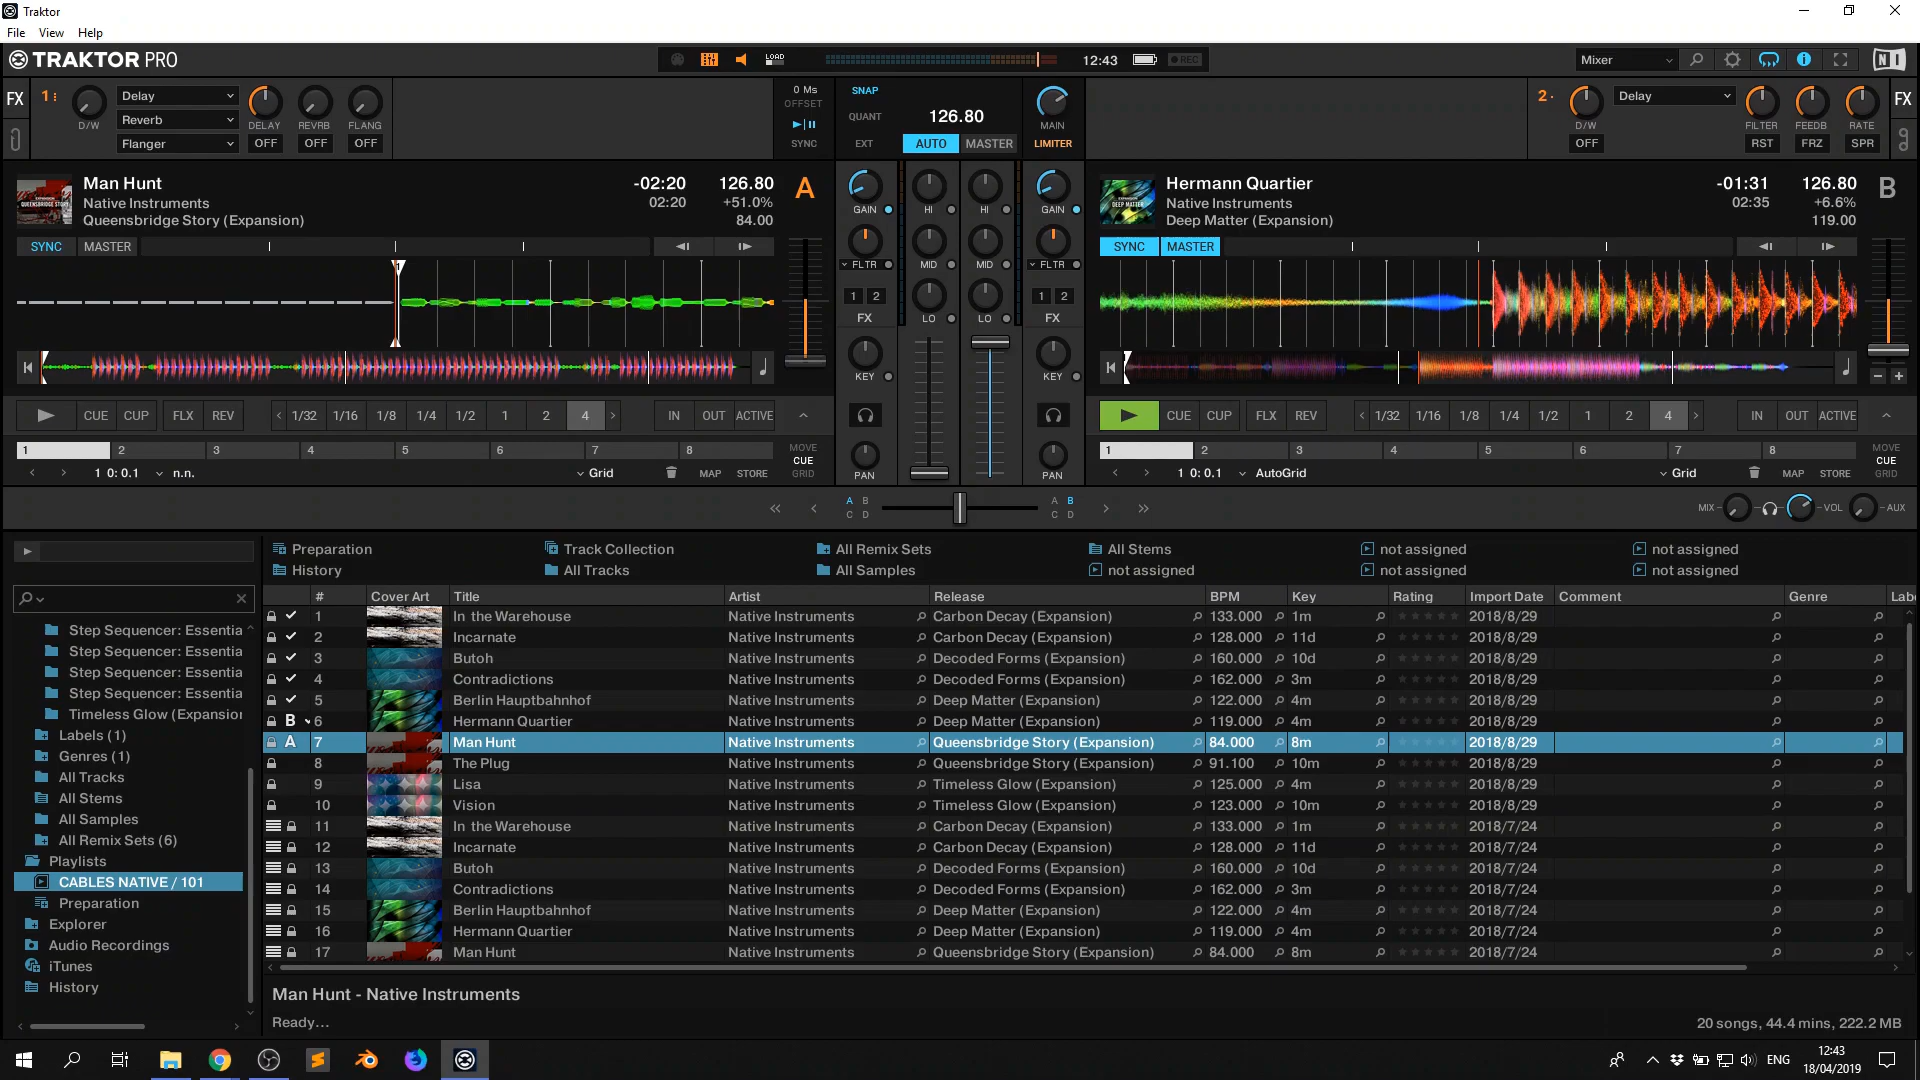 Traktor
File View Help
TRAKTOR PRO
LOAD
12:43
REC
Mixer
FX
1
D/W
Delay
Reverb
Flanger
DELAY
REVRB
FLANG
OFF
OFF
OFF
0 Ms
OFFSET
SYNC
SNAP
QUANT
EXT
126.80
AUTO
MASTER
MAIN
LIMITER
2
D/W
OFF
Delay
FILTER
FEEDB
RATE
RST
FRZ
SPR
FX
Man Hunt
Native Instruments
Queensbridge Story (Expansion)
-02:20
02:20
126.80
+51.0%
84.00
A
SYNC
MASTER
GAIN
HI
HI
GAIN
FLTR
MID
MID
FLTR
1 2
FX
LO
LO
1 2
FX
KEY
KEY
PAN
PAN
Hermann Quartier
Native Instruments
Deep Matter (Expansion)
-01:31
02:35
126.80
+6.6%
119.00
B
SYNC
MASTER
CUE CUP FLX REV 1/32 1/16 1/8 1/4 1/2 1 2 4 IN OUT ACTIVE
1 2 3 4 5 6 7 8
MOVE
CUE
GRID
1 0: 0.1 n.n. Grid MAP STORE
CUE CUP FLX REV 1/32 1/16 1/8 1/4 1/2 1 2 4 IN OUT ACTIVE
1 2 3 4 5 6 7 8
MOVE
CUE
GRID
1 0: 0.1 AutoGrid Grid MAP STORE
A B
C D
A B
C D
MIX
VOL
AUX
Preparation
Track Collection
All Remix Sets
All Stems
not assigned
not assigned
History
All Tracks
All Samples
not assigned
not assigned
not assigned
Step Sequencer: Essentia
Step Sequencer: Essentia
Step Sequencer: Essentia
Step Sequencer: Essentia
Timeless Glow (Expansior
Labels (1)
Genres (1)
All Tracks
All Stems
All Samples
All Remix Sets (6)
Playlists
CABLES NATIVE / 101
Preparation
Explorer
Audio Recordings
iTunes
History
# Cover Art Title Artist Release BPM Key Rating Import Date Comment Genre Labe
1 In the Warehouse Native Instruments Carbon Decay (Expansion) 133.000 1m 2018/8/29
2 Incarnate Native Instruments Carbon Decay (Expansion) 128.000 11d 2018/8/29
3 Butoh Native Instruments Decoded Forms (Expansion) 160.000 10d 2018/8/29
4 Contradictions Native Instruments Decoded Forms (Expansion) 162.000 3m 2018/8/29
5 Berlin Hauptbahnhof Native Instruments Deep Matter (Expansion) 122.000 4m 2018/8/29
B 6 Hermann Quartier Native Instruments Deep Matter (Expansion) 119.000 4m 2018/8/29
A 7 Man Hunt Native Instruments Queensbridge Story (Expansion) 84.000 8m 2018/8/29
8 The Plug Native Instruments Queensbridge Story (Expansion) 91.100 10m 2018/8/29
9 Lisa Native Instruments Timeless Glow (Expansion) 125.000 4m 2018/8/29
10 Vision Native Instruments Timeless Glow (Expansion) 123.000 10m 2018/8/29
11 In the Warehouse Native Instruments Carbon Decay (Expansion) 133.000 1m 2018/7/24
12 Incarnate Native Instruments Carbon Decay (Expansion) 128.000 11d 2018/7/24
13 Butoh Native Instruments Decoded Forms (Expansion) 160.000 10d 2018/7/24
14 Contradictions Native Instruments Decoded Forms (Expansion) 162.000 3m 2018/7/24
15 Berlin Hauptbahnhof Native Instruments Deep Matter (Expansion) 122.000 4m 2018/7/24
16 Hermann Quartier Native Instruments Deep Matter (Expansion) 119.000 4m 2018/7/24
17 Man Hunt Native Instruments Queensbridge Story (Expansion) 84.000 8m 2018/7/24
Man Hunt - Native Instruments
Ready...
20 songs, 44.4 mins, 222.2 MB
ENG
12:43
18/04/2019